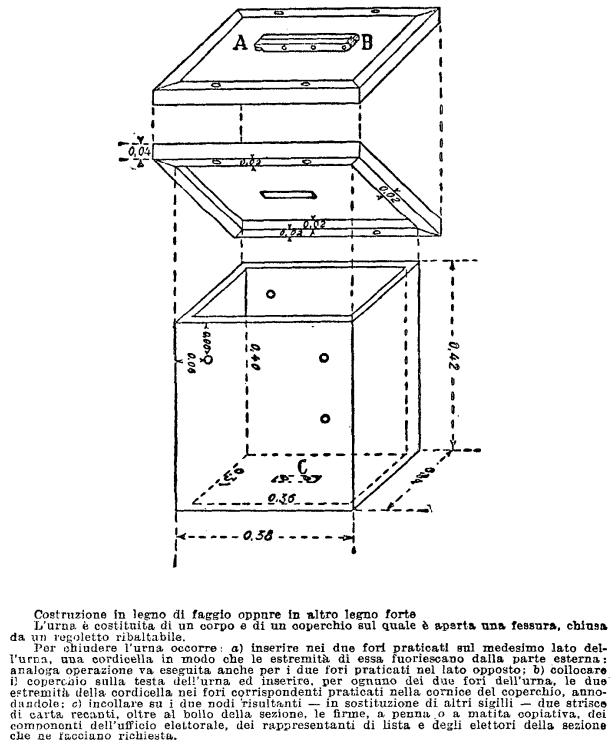 A B
0.04
0.02
0.02
0.02
0.02
0.06
0.40
0.42
C
0.36
0.38
Costruzione in legno di faggio oppure in altro legno forte
L'urna è costituita di un corpo e di un coperchio sul quale è aperta una fessura, chiusa
da un regoletto ribaltabile.
Per chiudere l'urna occorre: a) inserire nei due fori praticati sul medesimo lato del-
l'urna, una cordicella in modo che le estremità di essa fuoriescano dalla parte esterna:
analoga operazione va eseguita anche per i due fori praticati nel lato opposto; b) collocare
il coperchio sulla testa dell'urna ed inserire, per ognuno dei due fori dell'urna, le due
estremità della cordicella nei fori corrispondenti praticati nella cornice del coperchio, anno-
dandole; c) incollare su i due nodi risultanti — in sostituzione di altri sigilli — due strisce
di carta recanti, oltre al bollo della sezione, le firme, a penna o a matita copiativa, dei
componenti dell'ufficio elettorale, dei rappresentanti di lista e degli elettori della sezione
che ne facciano richiesta.